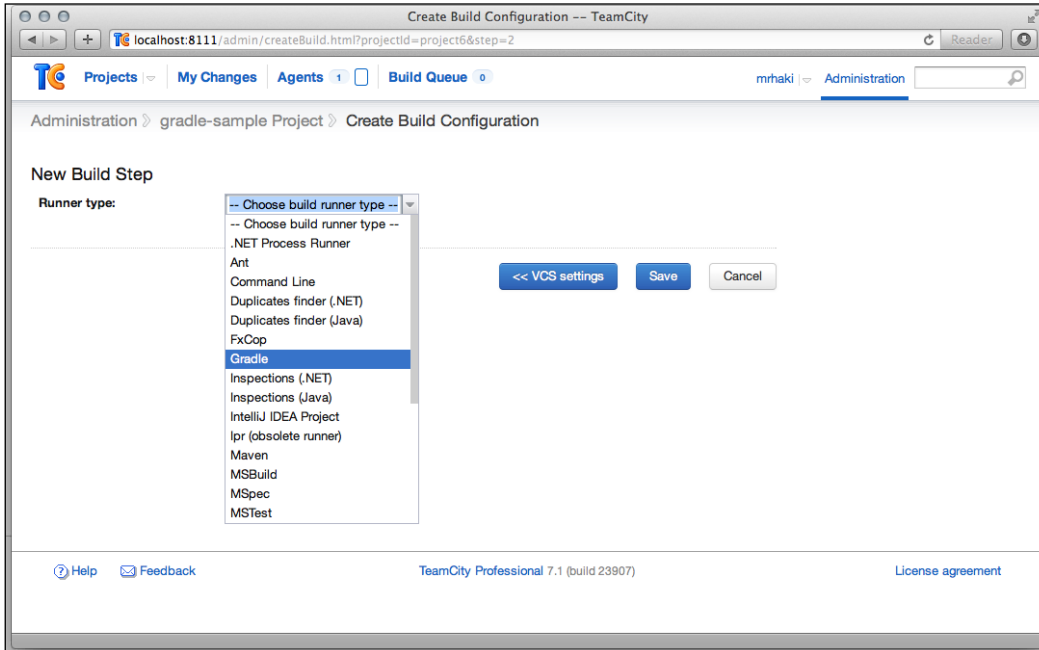 Create Build Configuration -- TeamCity
localhost:8111/admin/createBuild.html?projectId=project6&step=2
Reader
TC Projects My Changes Agents 1 Build Queue 0 mrhaki Administration
Administration gradle-sample Project Create Build Configuration
New Build Step
Runner type: -- Choose build runner type --
-- Choose build runner type --
.NET Process Runner
Ant
Command Line
Duplicates finder (.NET)
Duplicates finder (Java)
FxCop
Gradle
Inspections (.NET)
Inspections (Java)
IntelliJ IDEA Project
Ipr (obsolete runner)
Maven
MSBuild
MSpec
MSTest
<< VCS settings Save Cancel
Help Feedback TeamCity Professional 7.1 (build 23907) License agreement